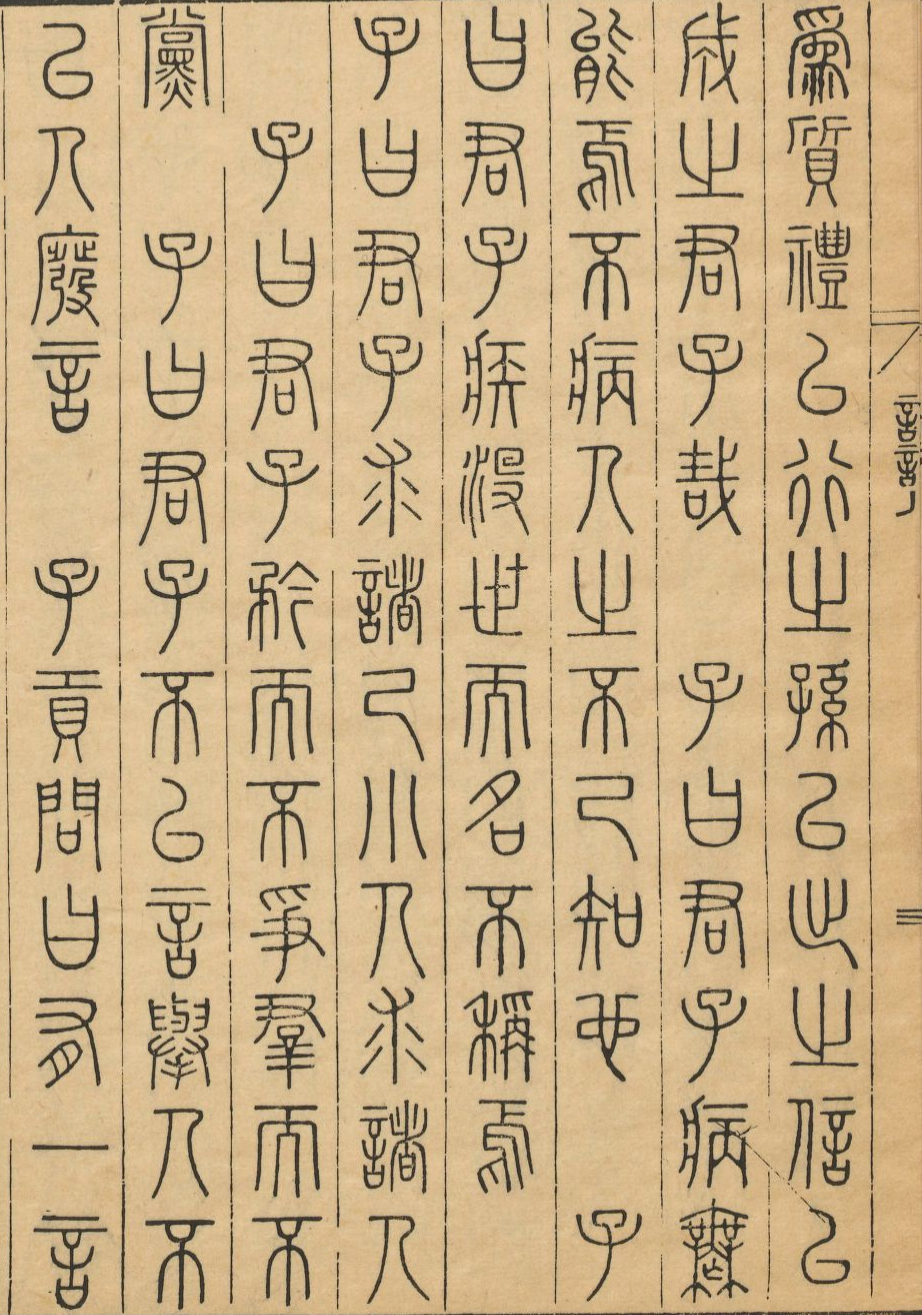 爲質禮以行之孫以出之信以
成之君子哉　子曰君子病無
能焉不病人之不己知也　子
曰君子疾沒世而名不稱焉
子曰君子求諸己小人求諸人
子曰君子矜而不爭羣而不
黨　子曰君子不以言舉人不
以人廢言　子貢問曰有一言